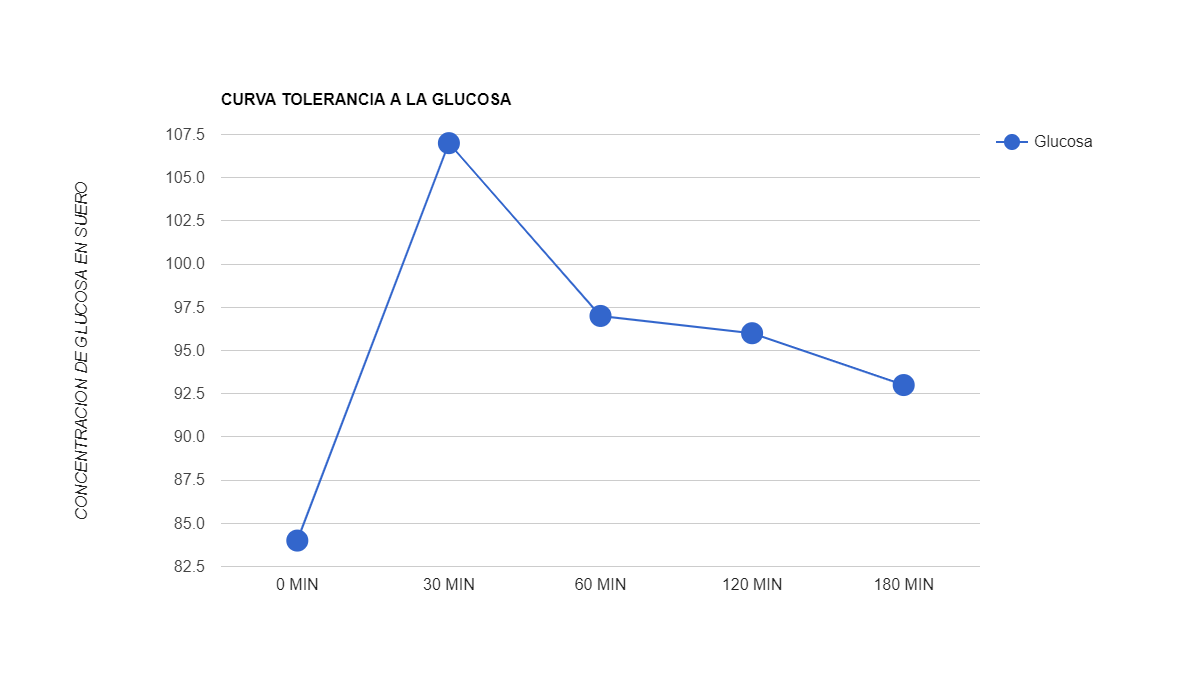 CURVA TOLERANCIA A LA GLUCOSA
Glucosa
CONCENTRACION DE GLUCOSA EN SUERO
107.5
105.0
102.5
100.0
97.5
95.0
92.5
90.0
87.5
85.0
82.5
0 MIN
30 MIN
60 MIN
120 MIN
180 MIN